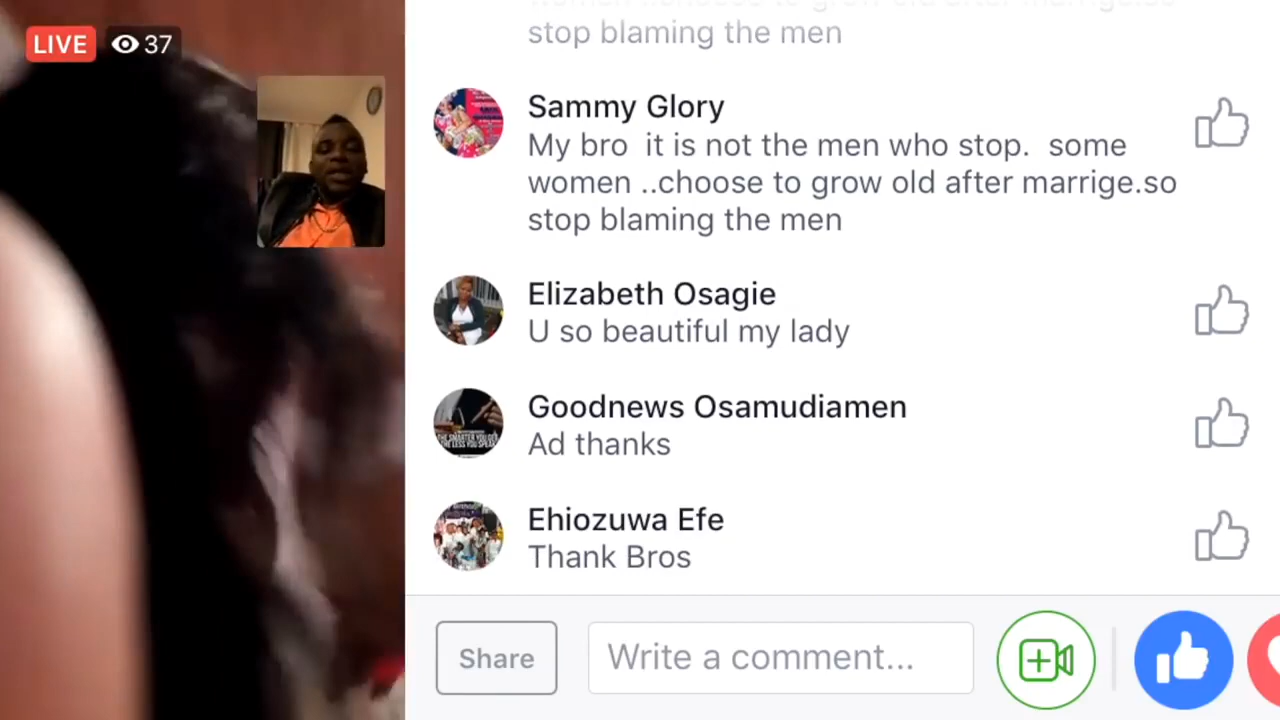 LIVE 37
stop blaming the men
Sammy Glory
My bro it is not the men who stop. some
women ..choose to grow old after marrige.so
stop blaming the men
Elizabeth Osagie
U so beautiful my lady
Goodnews Osamudiamen
Ad thanks
Ehiozuwa Efe
Thank Bros
Share
Write a comment...